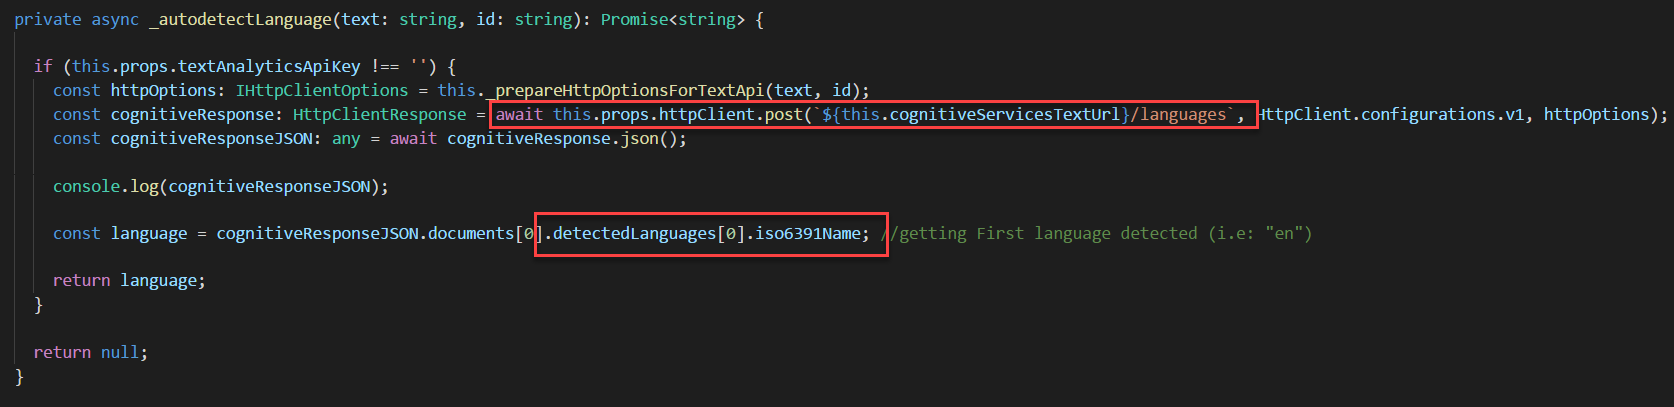 private async _autodetectLanguage(text: string, id: string): Promise<string> {
if (this.props.textAnalyticsApiKey !== '') {
const httpOptions: IHttpClientOptions = this._prepareHttpOptionsForTextApi(text, id);
const cognitiveResponse: HttpClientResponse = await this.props.httpClient.post(`${this.cognitiveServicesTextUrl}/languages`, HttpClient.configurations.v1, httpOptions);
const cognitiveResponseJSON: any = await cognitiveResponse.json();
console.log(cognitiveResponseJSON);
const language = cognitiveResponseJSON.documents[0].detectedLanguages[0].iso6391Name; //getting First language detected (i.e: "en")
return language;
}
return null;
}